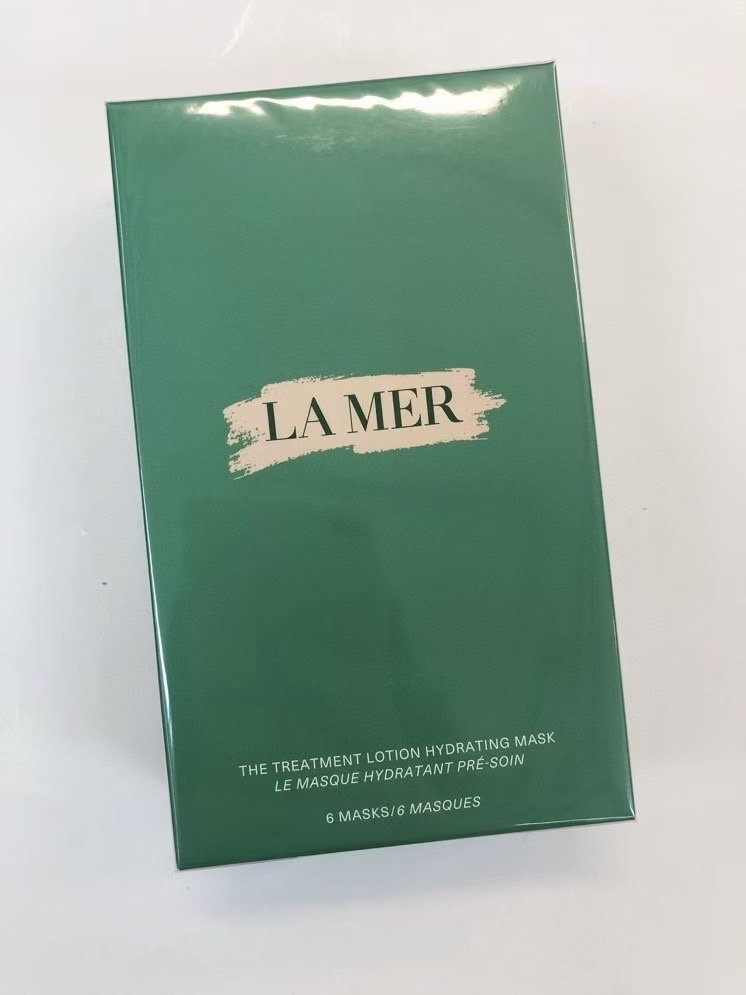 LA MER
THE TREATMENT LOTION HYDRATING MASK
LE MASQUE HYDRATANT PRÉ-SOIN
6 MASKS/6 MASQUES